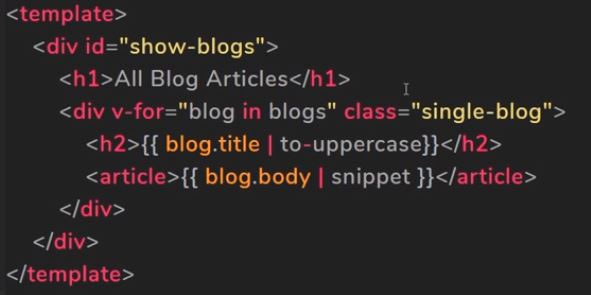 <template>
<div id="show-blogs">
<h1>All Blog Articles</h1>
<div v-for="blog in blogs" class="single-blog">
<h2>{{ blog.title | to-uppercase}}</h2>
<article>{{ blog.body | snippet }}</article>
</div>
</div>
</template>